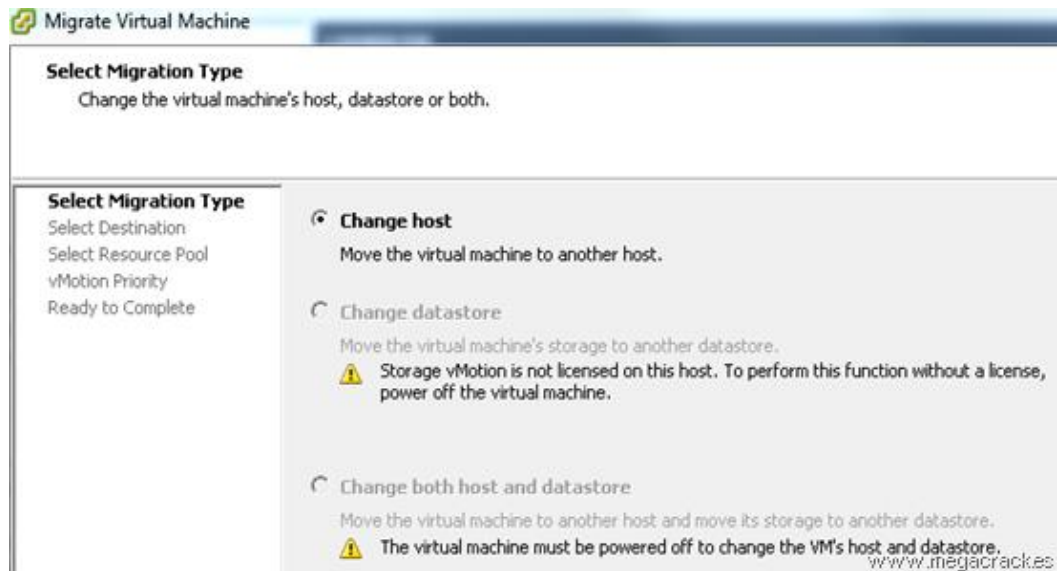 Migrate Virtual Machine
Select Migration Type
Change the virtual machine's host, datastore or both.
Select Migration Type
Select Destination
Select Resource Pool
vMotion Priority
Ready to Complete
Change host
Move the virtual machine to another host.
Change datastore
Move the virtual machine's storage to another datastore.
Storage vMotion is not licensed on this host. To perform this function without a license,
power off the virtual machine.
Change both host and datastore
Move the virtual machine to another host and move its storage to another datastore.
The virtual machine must be powered off to change the VM's host and datastore.
www.megacrack.es